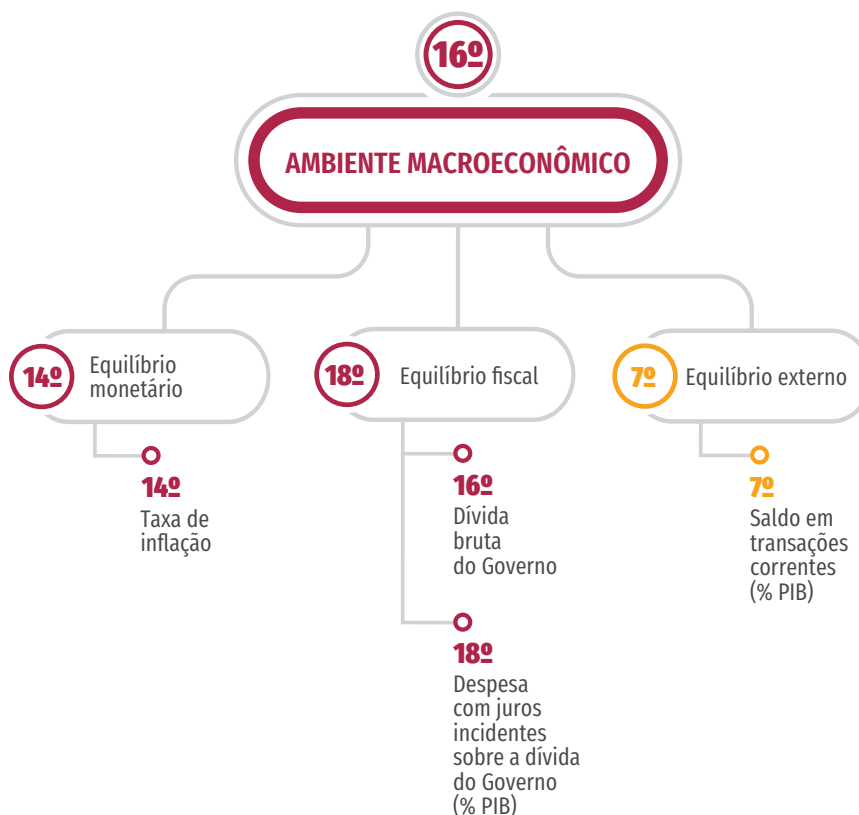 16º
AMBIENTE MACROECONÔMICO
14º
Equilíbrio
monetário
14º
Taxa de
inflação
18º
Equilíbrio fiscal
16º
Dívida
bruta
do Governo
18º
Despesa
com juros
incidentes
sobre a dívida
do Governo
(% PIB)
7º
Equilíbrio externo
7º
Saldo em
transações
correntes
(% PIB)